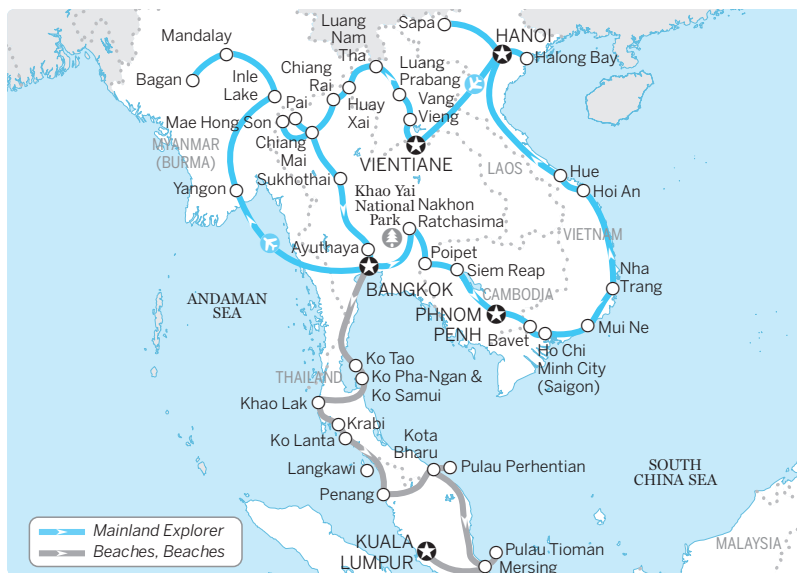 Sapa
HANOI
Halong Bay
Mandalay
Bagan
Luang
Nam
Tha
Luang
Prabang
Vang
Vieng
Inle
Lake
Chiang
Rai
Pai
Huay
Xai
Mae Hong Son
MYANMAR
(BURMA)
Chiang
Mai
VIENTIANE
LAOS
Hue
Hoi An
Yangon
Sukhothai
Khao Yai
National
Park
Nakhon
Ratchasima
VIETNAM
Ayuthaya
BANGKOK
Poipet
Siem Reap
Nha
Trang
CAMBODIA
ANDAMAN
SEA
PHNOM
PENH
Bavet
Mui Ne
Ho Chi
Minh City
(Saigon)
Ko Tao
Ko Pha-Ngan &
Ko Samui
THAILAND
Khao Lak
Krabi
Ko Lanta
Kota
Bharu
Langkawi
Pulau Perhentian
Penang
SOUTH
CHINA SEA
KUALA
LUMPUR
Pulau Tioman
Mersing
MALAYSIA
Mainland Explorer
Beaches, Beaches